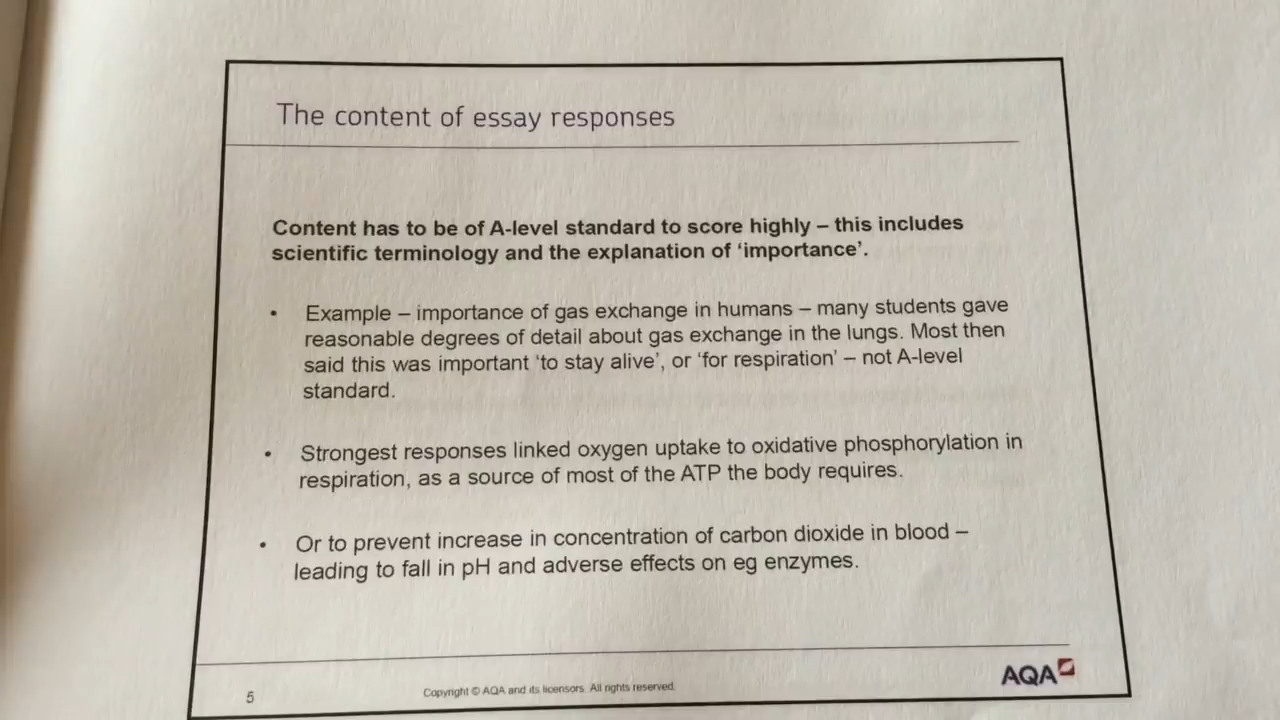 The content of essay responses
Content has to be of A-level standard to score highly – this includes
scientific terminology and the explanation of ‘importance’.
• Example – importance of gas exchange in humans – many students gave
reasonable degrees of detail about gas exchange in the lungs. Most then
said this was important ‘to stay alive’, or ‘for respiration’ – not A-level
standard.
• Strongest responses linked oxygen uptake to oxidative phosphorylation in
respiration, as a source of most of the ATP the body requires.
• Or to prevent increase in concentration of carbon dioxide in blood –
leading to fall in pH and adverse effects on eg enzymes.
5
Copyright © AQA and its licensors. All rights reserved.
AQA